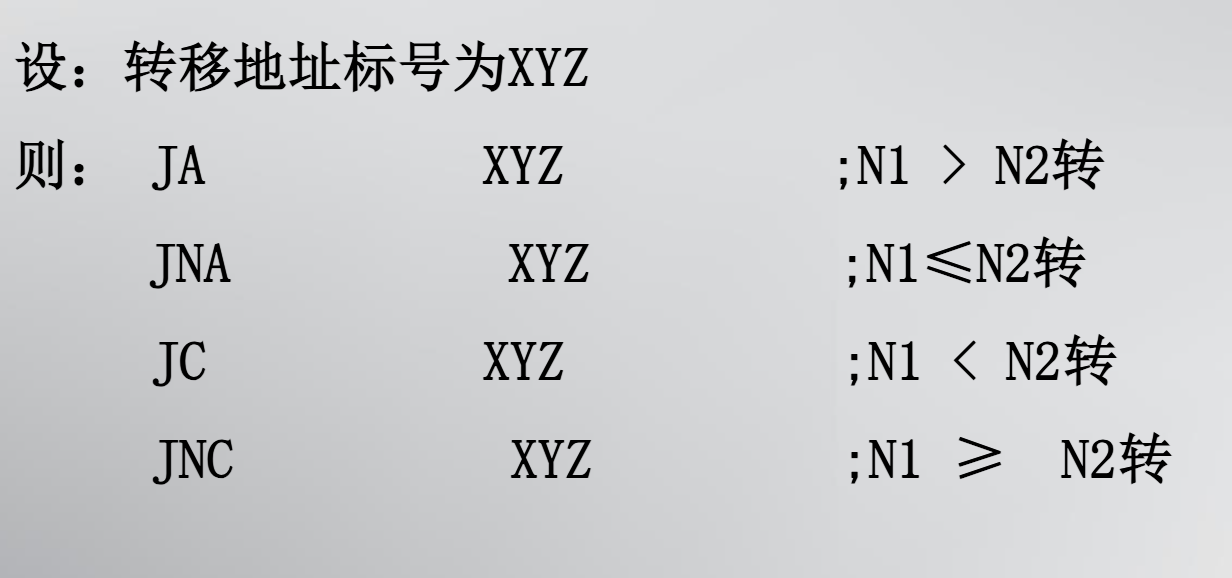 设：转移地址标号为XYZ
则： JA XYZ ;N1 > N2转
JNA XYZ ;N1≤N2转
JC XYZ ;N1 < N2转
JNC XYZ ;N1 ≥ N2转